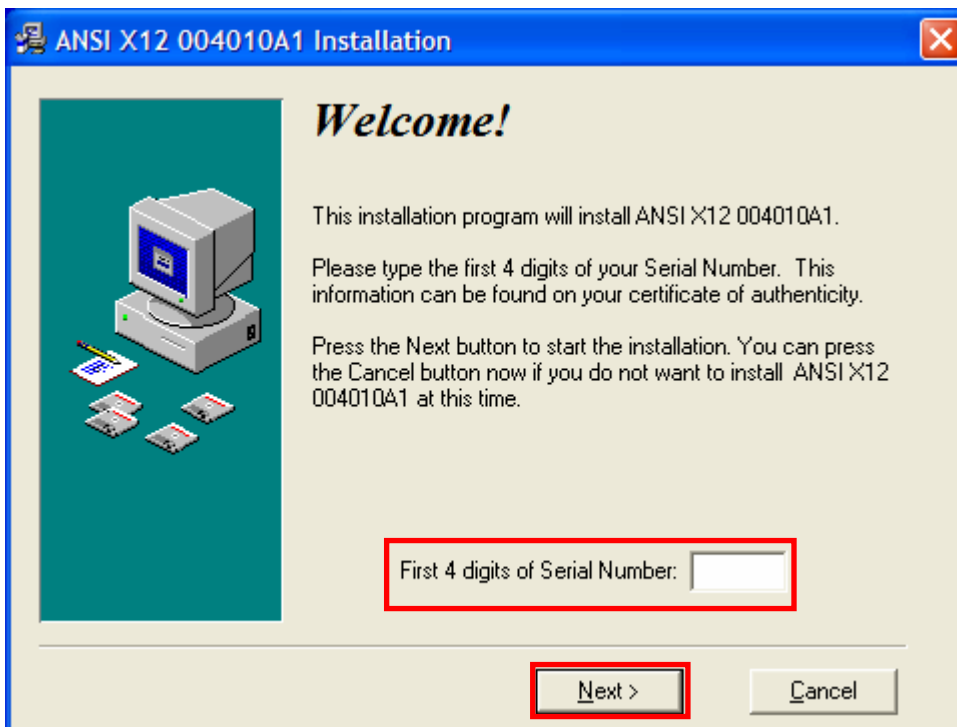 ANSI X12 004010A1 Installation
Welcome!
This installation program will install ANSI X12 004010A1.
Please type the first 4 digits of your Serial Number.  This
information can be found on your certificate of authenticity.
Press the Next button to start the installation. You can press
the Cancel button now if you do not want to install  ANSI X12
004010A1 at this time.
First 4 digits of Serial Number:
Next >
Cancel